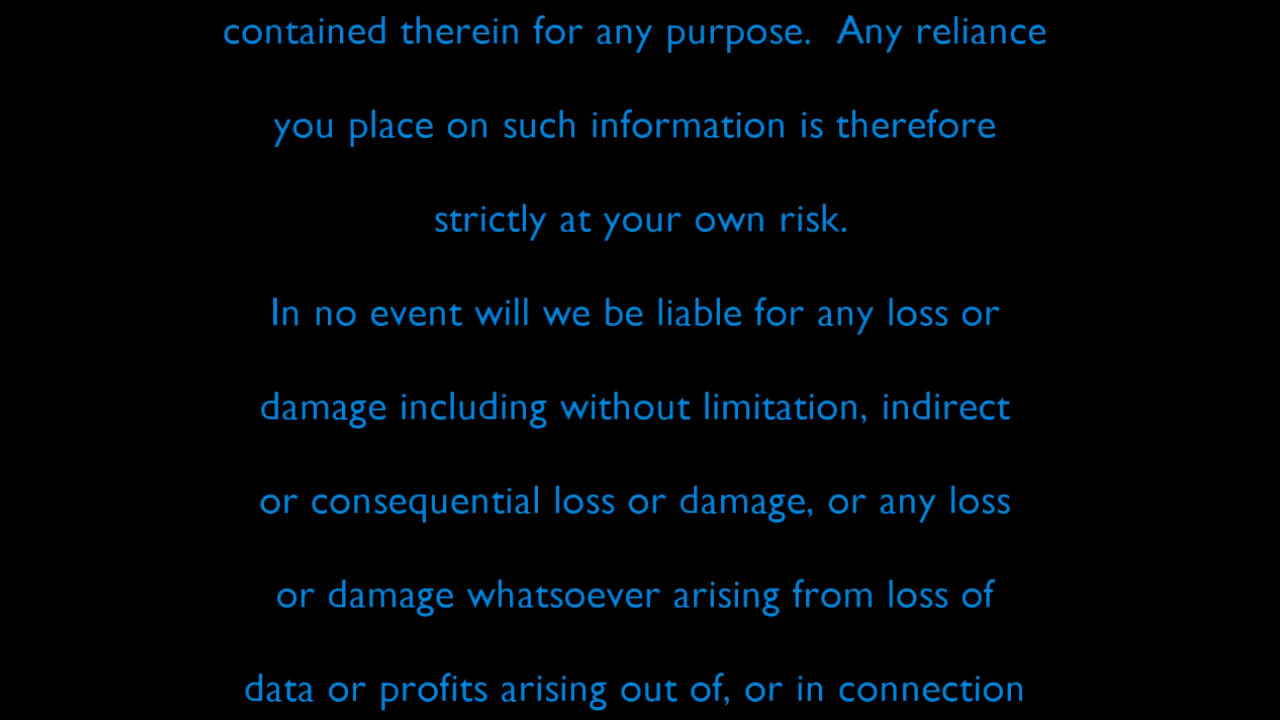 contained therein for any purpose.  Any reliance
you place on such information is therefore
strictly at your own risk.
In no event will we be liable for any loss or
damage including without limitation, indirect
or consequential loss or damage, or any loss
or damage whatsoever arising from loss of
data or profits arising out of, or in connection